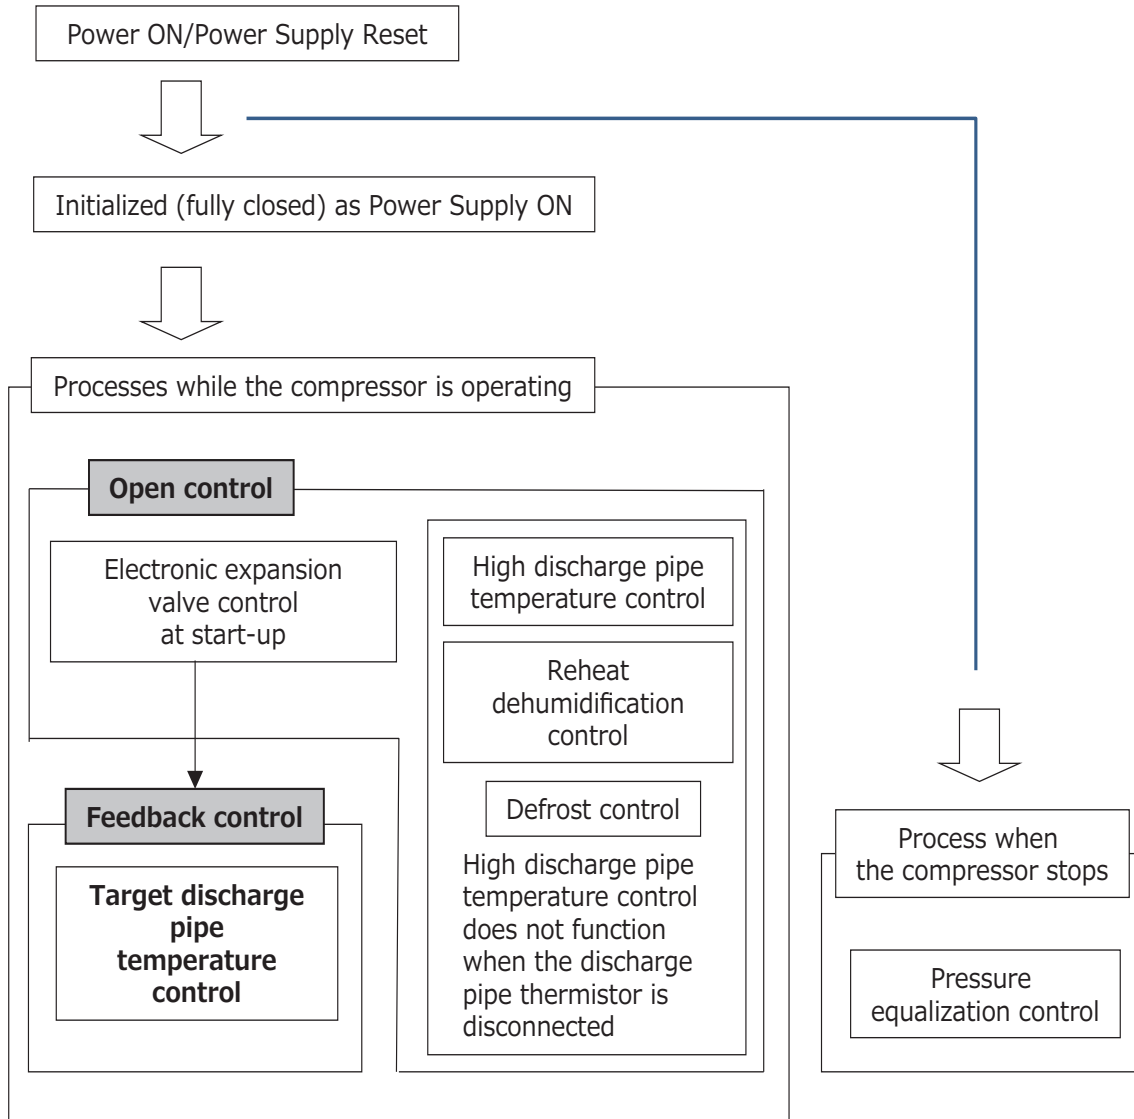 Power ON/Power Supply Reset
Initialized (fully closed) as Power Supply ON
Processes while the compressor is operating
Open control
Electronic expansion
valve control
at start-up
High discharge pipe
temperature control
Reheat
dehumidification
control
Defrost control
High discharge pipe
temperature control
does not function
when the discharge
pipe thermistor is
disconnected
Feedback control
Target discharge
pipe
temperature
control
Process when
the compressor stops
Pressure
equalization control